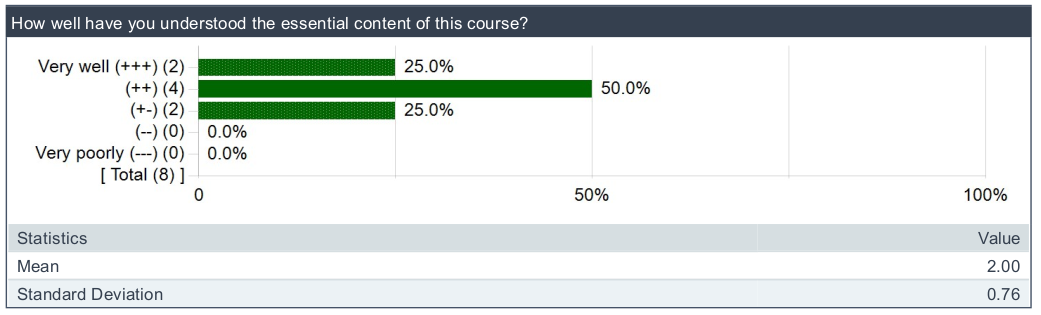 How well have you understood the essential content of this course?
Very well (+++) (2) 25.0%
(++) (4) 50.0%
(+-) (2) 25.0%
(--) (0) 0.0%
Very poorly (---) (0) 0.0%
[ Total (8) ]
0 50% 100%
Statistics Value
Mean 2.00
Standard Deviation 0.76